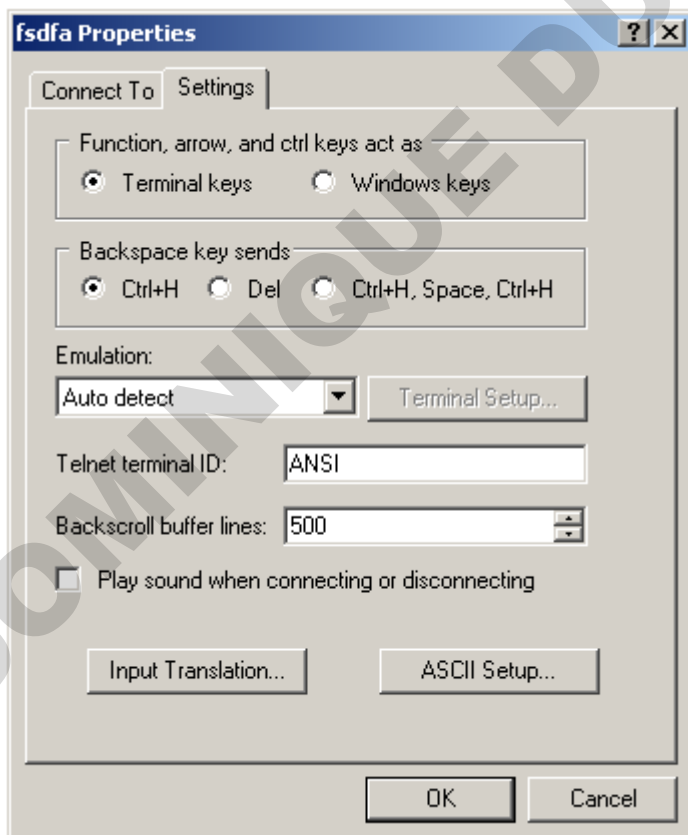 fsdfa Properties
Connect To Settings
Function, arrow, and ctrl keys act as
Terminal keys Windows keys
Backspace key sends
Ctrl+H Del Ctrl+H, Space, Ctrl+H
Emulation:
Auto detect Terminal Setup...
Telnet terminal ID: ANSI
Backscroll buffer lines: 500
Play sound when connecting or disconnecting
Input Translation... ASCII Setup...
OK Cancel
DOMINIQUE DU